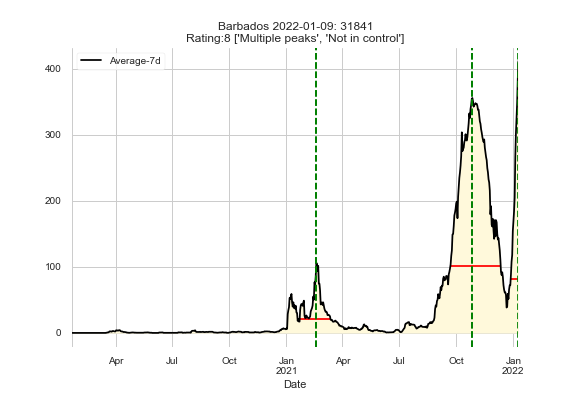 Barbados 2022-01-09: 31841
Rating:8 ['Multiple peaks', 'Not in control']
Average-7d
400
300
200
100
0
Apr Jul Oct Jan Apr Jul Oct Jan
2021 2022
Date